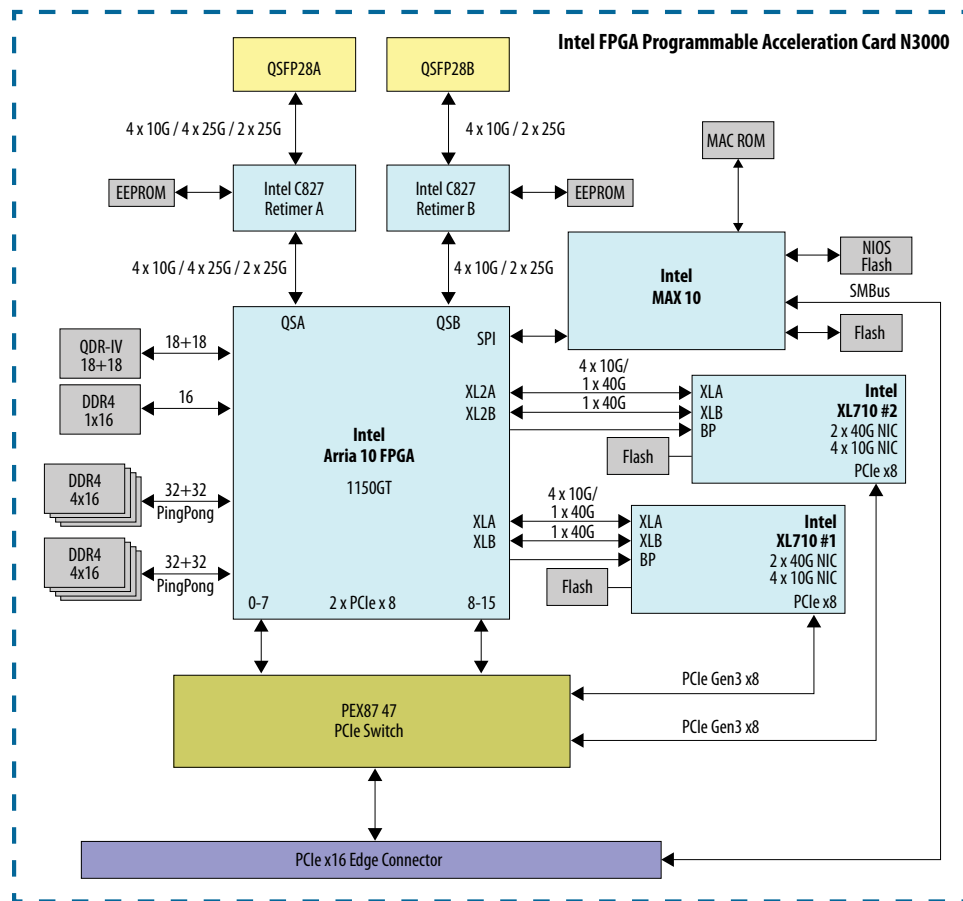 Intel FPGA Programmable Acceleration Card N3000
QSFP28A
QSFP28B
4 x 10G / 4 x 25G / 2 x 25G
4 x 10G / 2 x 25G
MAC ROM
EEPROM
Intel C827
Retimer A
Intel C827
Retimer B
EEPROM
4 x 10G / 4 x 25G / 2 x 25G
4 x 10G / 2 x 25G
Intel
MAX 10
NIOS
Flash
SMBus
Flash
QSA
QSB
SPI
QDR-IV
18+18
18+18
DDR4
1x16
16
XL2A
XL2B
4 x 10G/
1 x 40G
1 x 40G
XLA
XLB
BP
Intel
XL710 #2
2 x 40G NIC
4 x 10G NIC
PCIe x8
Flash
Intel
Arria 10 FPGA
1150GT
DDR4
4x16
32+32
PingPong
DDR4
4x16
32+32
PingPong
XLA
XLB
4 x 10G/
1 x 40G
1 x 40G
XLA
XLB
BP
Intel
XL710 #1
2 x 40G NIC
4 x 10G NIC
PCIe x8
Flash
0-7
2 x PCIe x 8
8-15
PEX87 47
PCIe Switch
PCIe Gen3 x8
PCIe Gen3 x8
PCIe x16 Edge Connector